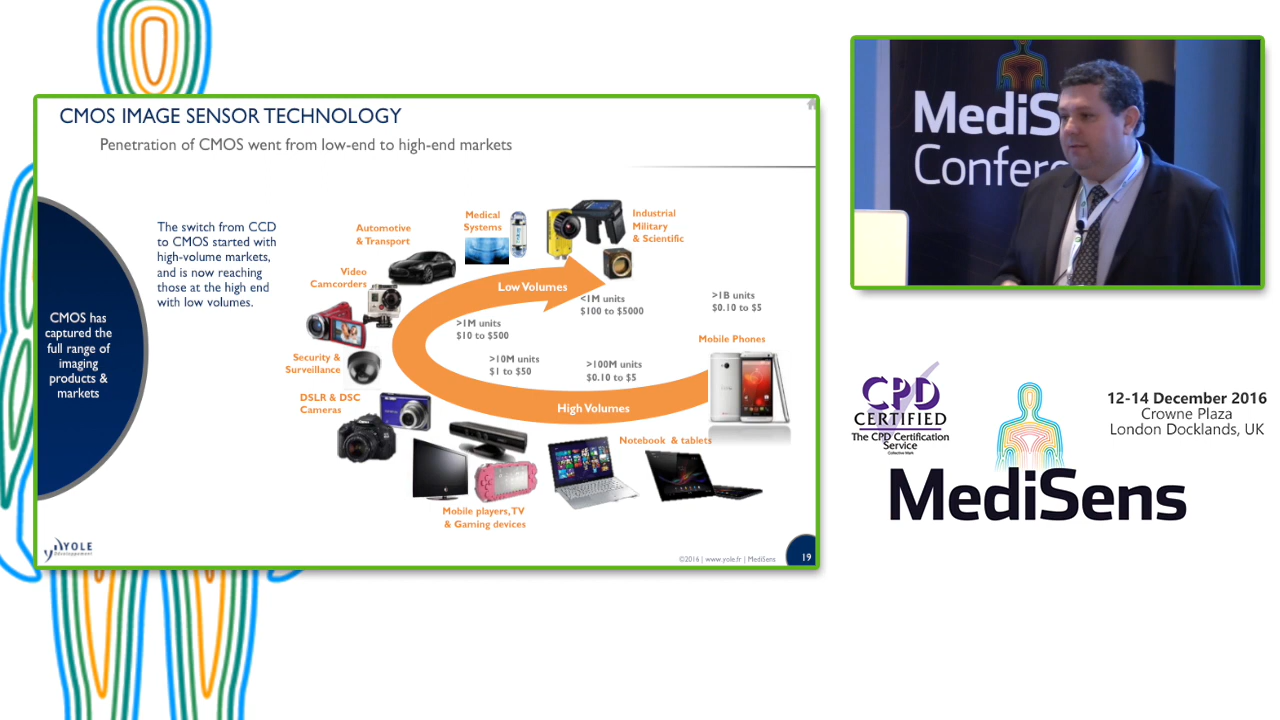 CMOS IMAGE SENSOR TECHNOLOGY
Penetration of CMOS went from low-end to high-end markets
The switch from CCD
to CMOS started with
high-volume markets,
and is now reaching
those at the high end
with low volumes.
CMOS has
captured the
full range of
imaging
products &
markets
Automotive
& Transport
Medical
Systems
Industrial
Military
& Scientific
Video
Camcorders
Low Volumes
<1M units
$100 to $5000
>1B units
$0.10 to $5
>1M units
$10 to $500
Mobile Phones
Security &
Surveillance
>10M units
$1 to $50
>100M units
$0.10 to $5
DSLR & DSC
Cameras
High Volumes
Notebook & tablets
Mobile players, TV
& Gaming devices
YOLE
Développement
©2016 | www.yole.fr | MediSens
19
MediS
Confer
CPD
CERTIFIED
The CPD Certification
Service
Collective Mark
12-14 December 2016
Crowne Plaza
London Docklands, UK
MediSens